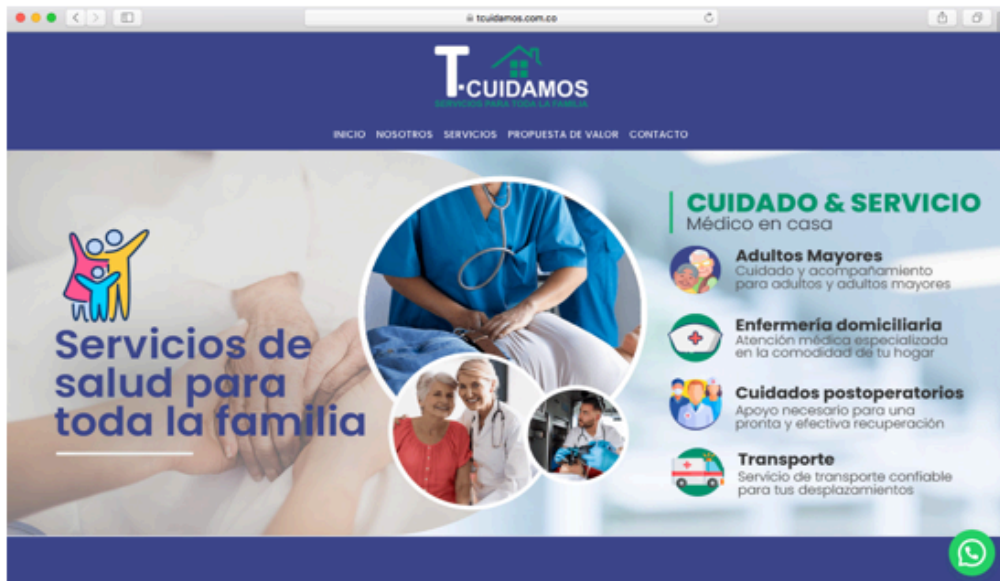 tcuidamos.com.co
T·CUIDAMOS
SERVICIOS PARA TODA LA FAMILIA
INICIO NOSOTROS SERVICIOS PROPUESTA DE VALOR CONTACTO
Servicios de
salud para
toda la familia
CUIDADO & SERVICIO
Médico en casa
Adultos Mayores
Cuidado y acompañamiento
para adultos y adultos mayores
Enfermería domiciliaria
Atención médica especializada
en la comodidad de tu hogar
Cuidados postoperatorios
Apoyo necesario para una
pronta y efectiva recuperación
Transporte
Servicio de transporte confiable
para tus desplazamientos